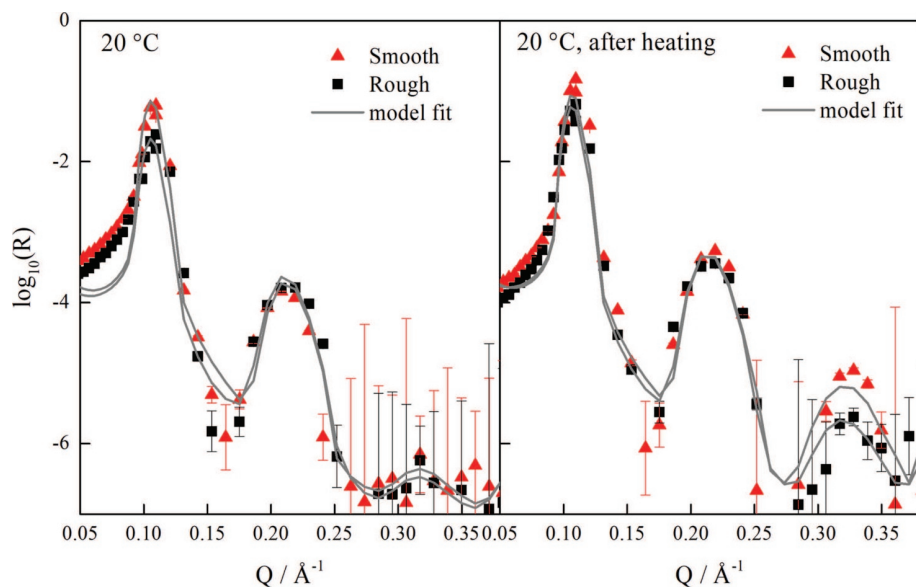 20 °C
Smooth
Rough
model fit
20 °C, after heating
Smooth
Rough
model fit
log₁₀(R)
0
-2
-4
-6
0.05 0.10 0.15 0.20 0.25 0.30 0.35 0.05 0.10 0.15 0.20 0.25 0.30 0.35
Q / Å⁻¹ Q / Å⁻¹